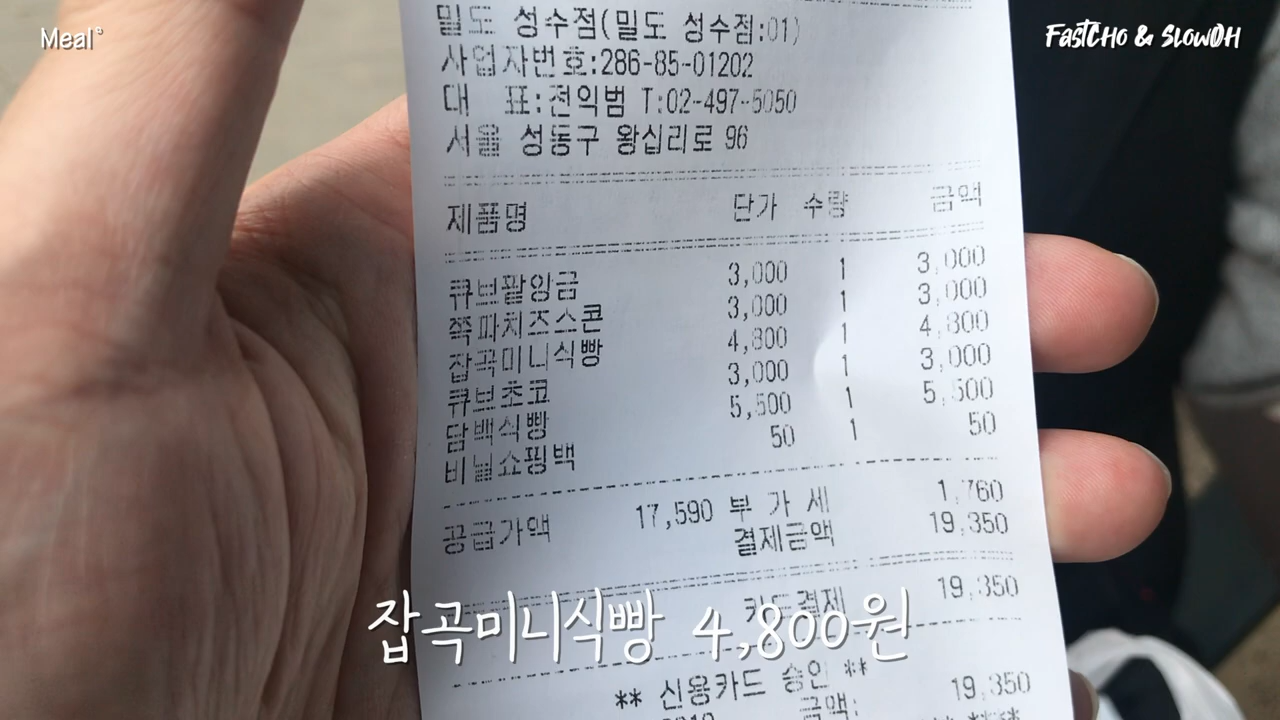 Meal°
FASTCHO & SLOWOH
밀도 성수점(밀도 성수점:01)
사업자번호:286-85-01202
대 표:전익범 T:02-497-5050
서울 성동구 왕십리로 96
제품명 단가 수량 금액
큐브팥앙금 3,000 1 3,000
쪽파치즈스콘 3,000 1 3,000
잡곡미니식빵 4,800 1 4,800
큐브초코 3,000 1 3,000
담백식빵 5,500 1 5,500
비닐쇼핑백 50 1 50
공급가액 17,590 부 가 세 1,760
결제금액 19,350
카드결제 19,350
잡곡미니식빵 4,800원
** 신용카드 승인 **
금액: 19,350